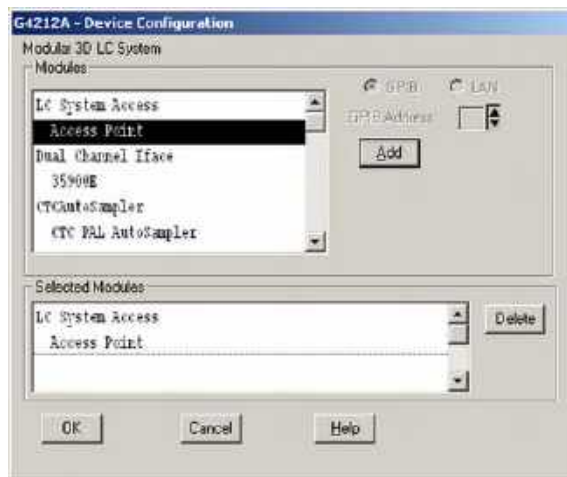 G4212A - Device Configuration
Modular 3D LC System
Modules
GPIB LAN
LC System Access
Access Point
GPIB Address
Dual Channel Iface
Add
35900E
CTCAutoSampler
CTC PAL AutoSampler
Selected Modules
LC System Access
Delete
Access Point
OK Cancel Help